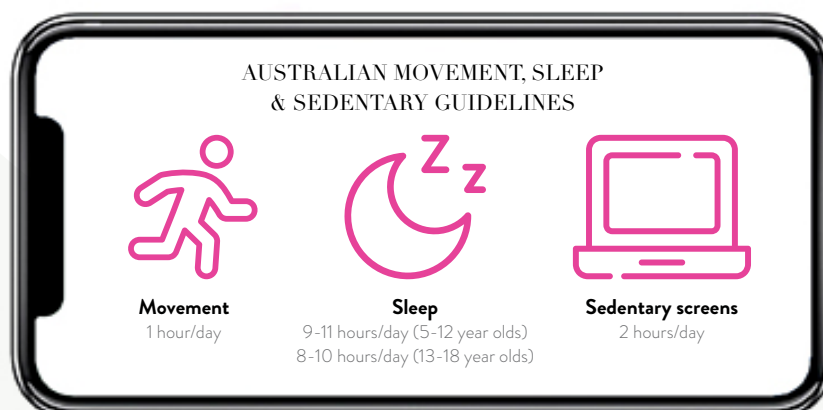 AUSTRALIAN MOVEMENT, SLEEP
& SEDENTARY GUIDELINES
Z
z
Movement
1 hour/day
Sleep
9-11 hours/day (5-12 year olds)
8-10 hours/day (13-18 year olds)
Sedentary screens
2 hours/day